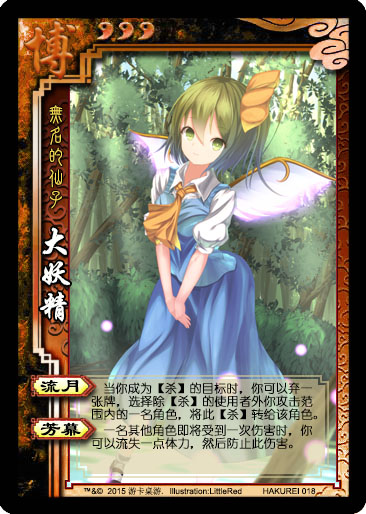 博
無名的仙子
大妖精
流月
当你成为【杀】的目标时,你可以弃一
张牌,选择除【杀】的使用者外你攻击范
围内的一名角色,将此【杀】转给该角色。
芳幕
一名其他角色即将受到一次伤害时,你
可以流失一点体力,然后防止此伤害。
™&© 2015 游卡桌游. Illustration:LittleRed HAKUREI 018